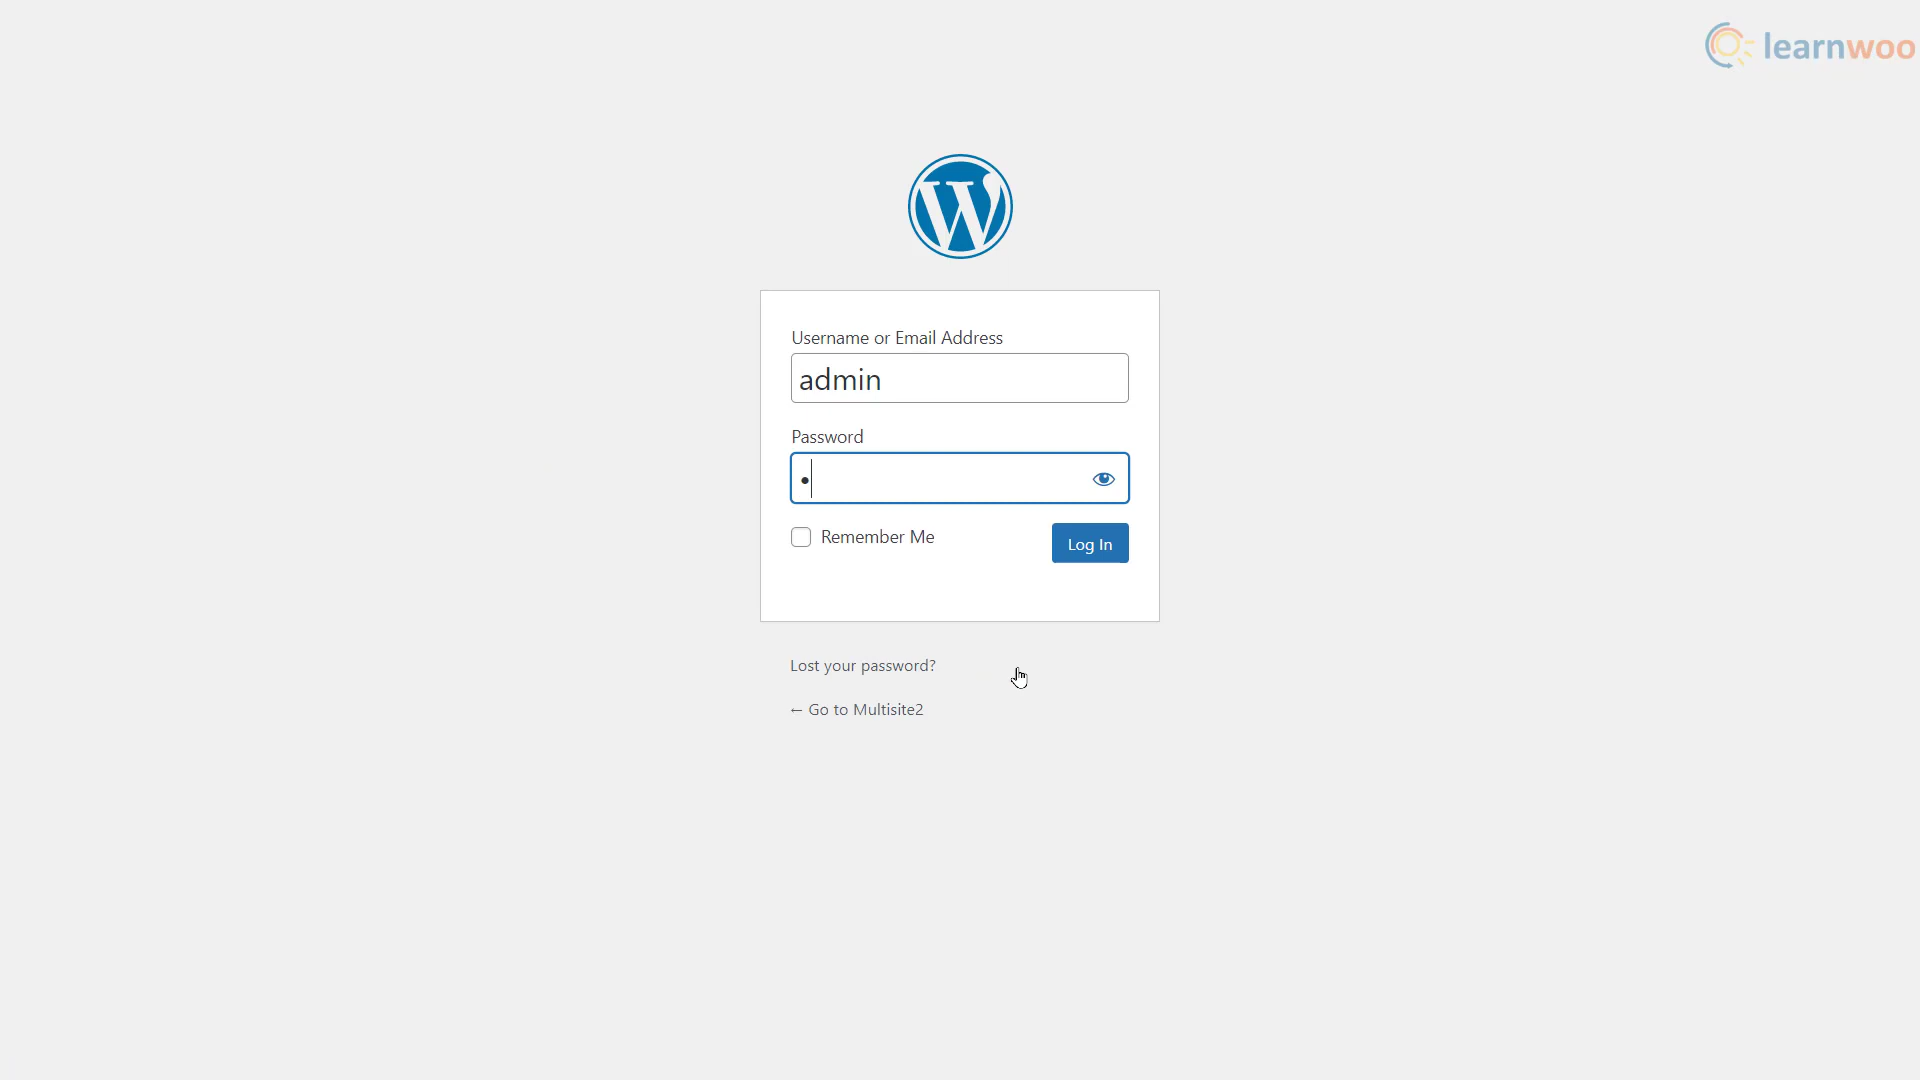 learnwoo
Username or Email Address
admin
Password
•
Remember Me
Log In
Lost your password?
← Go to Multisite2